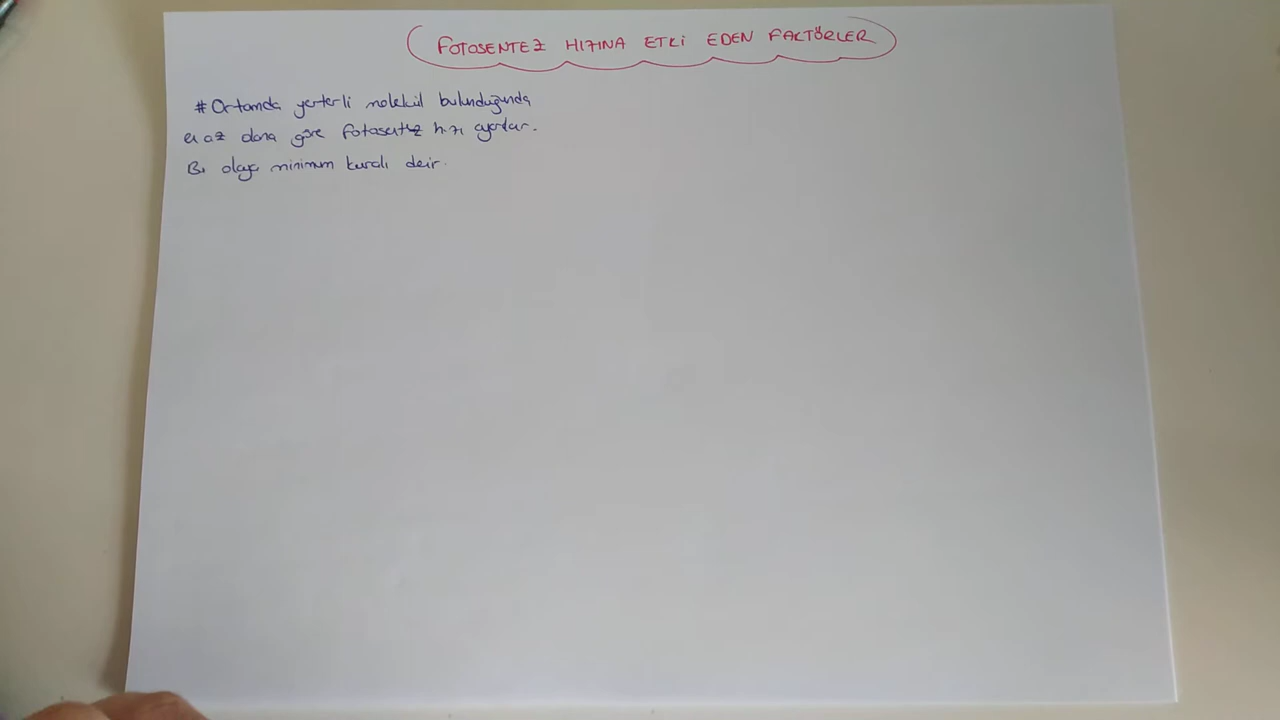 FOTOSENTEZ HIZINA ETKİ EDEN FAKTÖRLER
# Ortamda yeterli molekül bulunduğunda
en az olana göre fotosentez hızı ayarlar.
Bu olaya minimum kuralı denir.